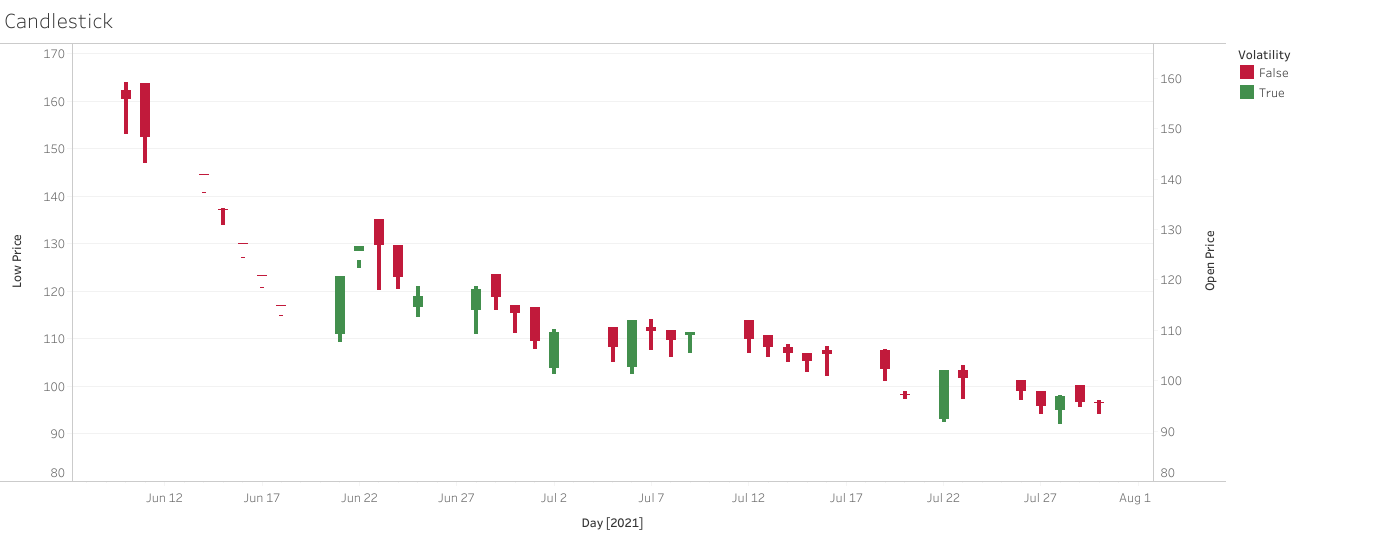 Candlestick
Volatility
False
True
170
160
150
140
130
120
110
100
90
80
Low Price
160
150
140
130
120
110
100
90
80
Open Price
Jun 12 Jun 17 Jun 22 Jun 27 Jul 2 Jul 7 Jul 12 Jul 17 Jul 22 Jul 27 Aug 1
Day [2021]